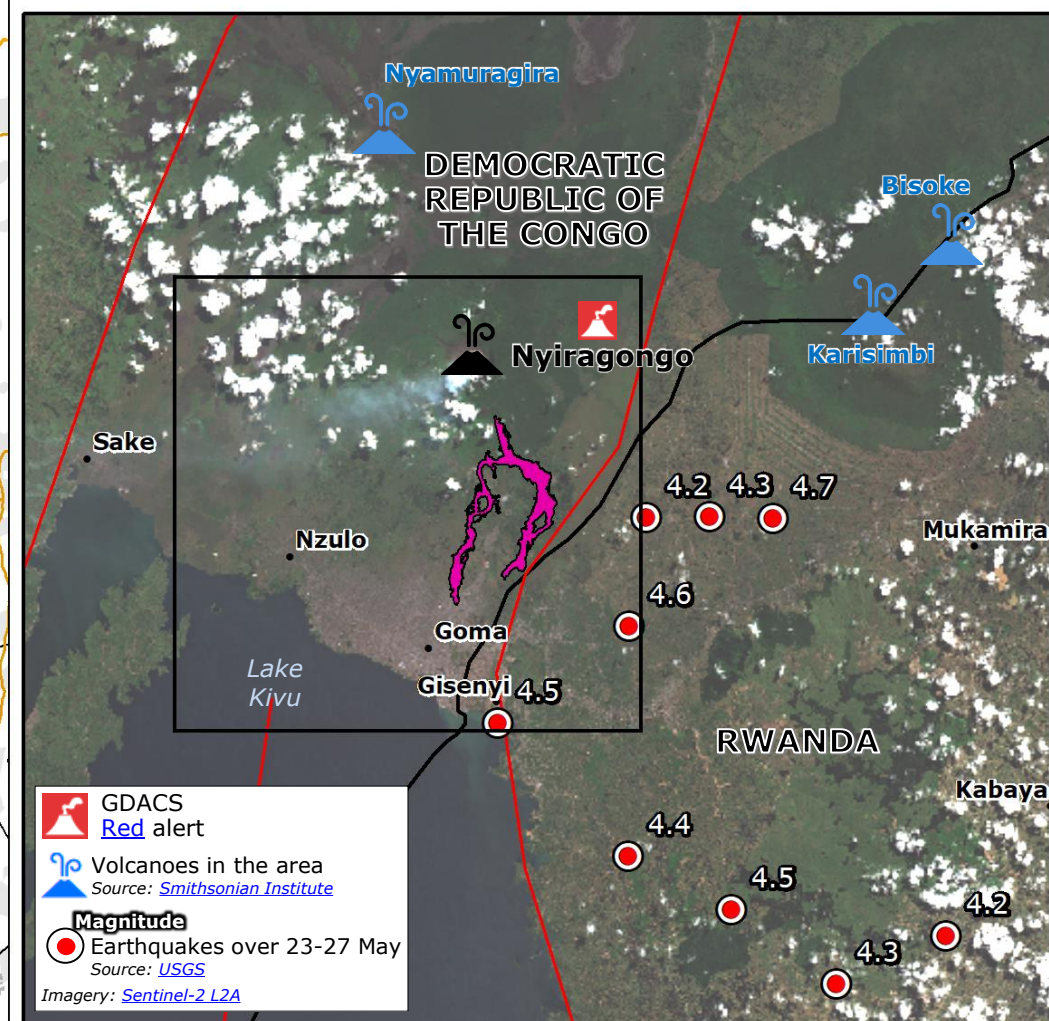 Nyamuragira
DEMOCRATIC
REPUBLIC OF
THE CONGO
Bisoke
Karisimbi
Nyiragongo
Sake
4.2
4.3
4.7
Mukamira
Nzulo
4.6
Goma
Lake
Kivu
Gisenyi
4.5
RWANDA
Kabaya
4.4
4.5
4.2
4.3
GDACS
Red alert
Volcanoes in the area
Source: Smithsonian Institute
Magnitude
Earthquakes over 23-27 May
Source: USGS
Imagery: Sentinel-2 L2A